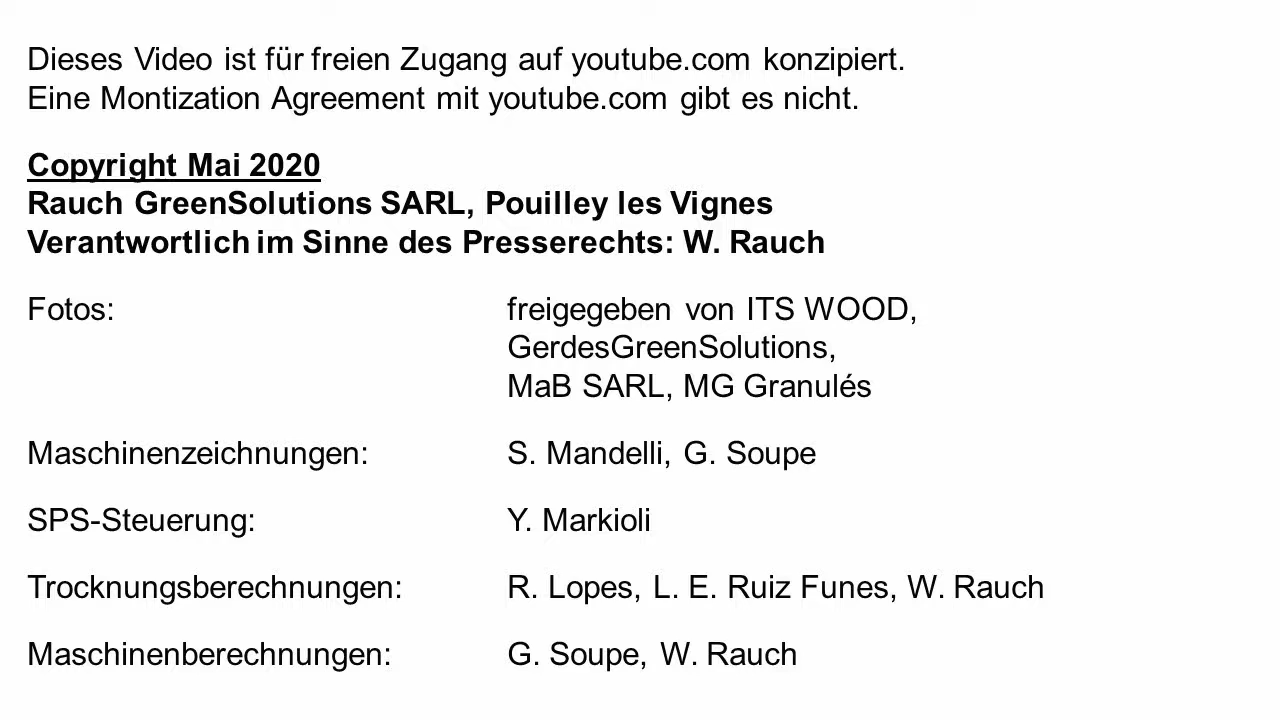 Dieses Video ist für freien Zugang auf youtube.com konzipiert.
Eine Montization Agreement mit youtube.com gibt es nicht.
Copyright Mai 2020
Rauch GreenSolutions SARL, Pouilley les Vignes
Verantwortlich im Sinne des Presserechts: W. Rauch
Fotos: freigegeben von ITS WOOD,
GerdesGreenSolutions,
MaB SARL, MG Granulés
Maschinenzeichnungen: S. Mandelli, G. Soupe
SPS-Steuerung: Y. Markioli
Trocknungsberechnungen: R. Lopes, L. E. Ruiz Funes, W. Rauch
Maschinenberechnungen: G. Soupe, W. Rauch